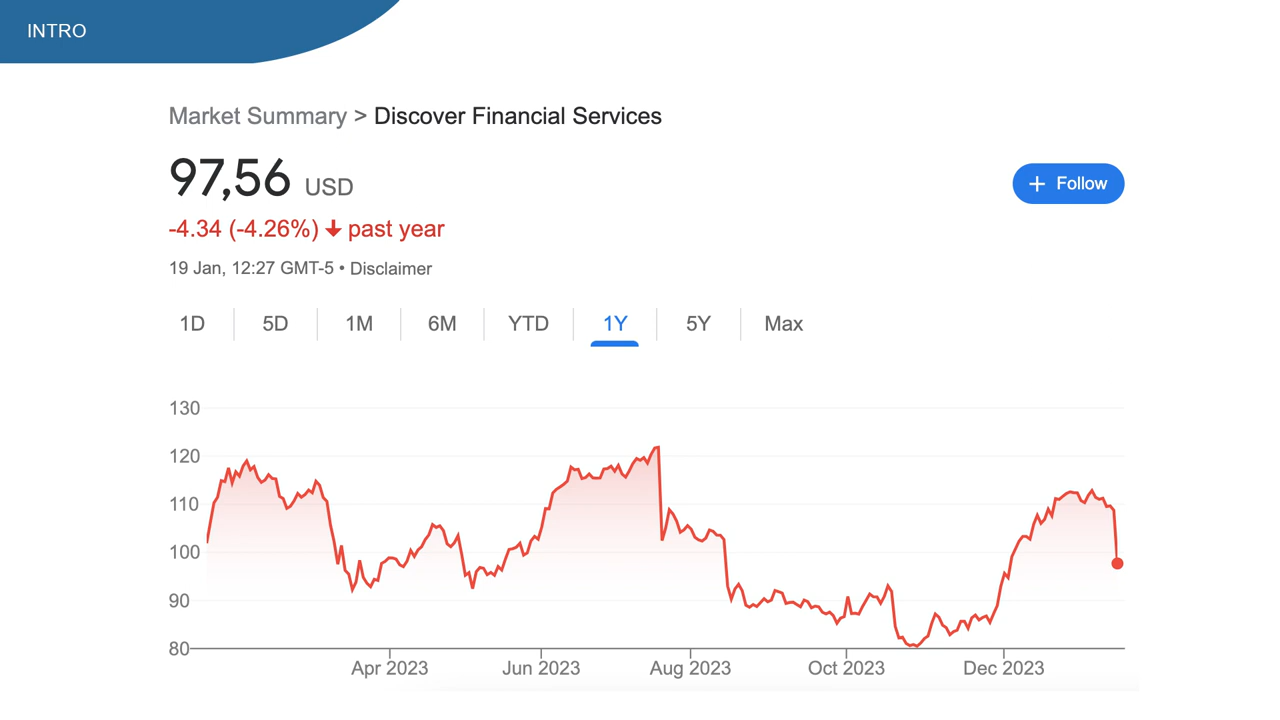 INTRO
Market Summary > Discover Financial Services
97,56 USD
+ Follow
-4.34 (-4.26%) ↓ past year
19 Jan, 12:27 GMT-5 • Disclaimer
1D 5D 1M 6M YTD 1Y 5Y Max
130
120
110
100
90
80
Apr 2023 Jun 2023 Aug 2023 Oct 2023 Dec 2023